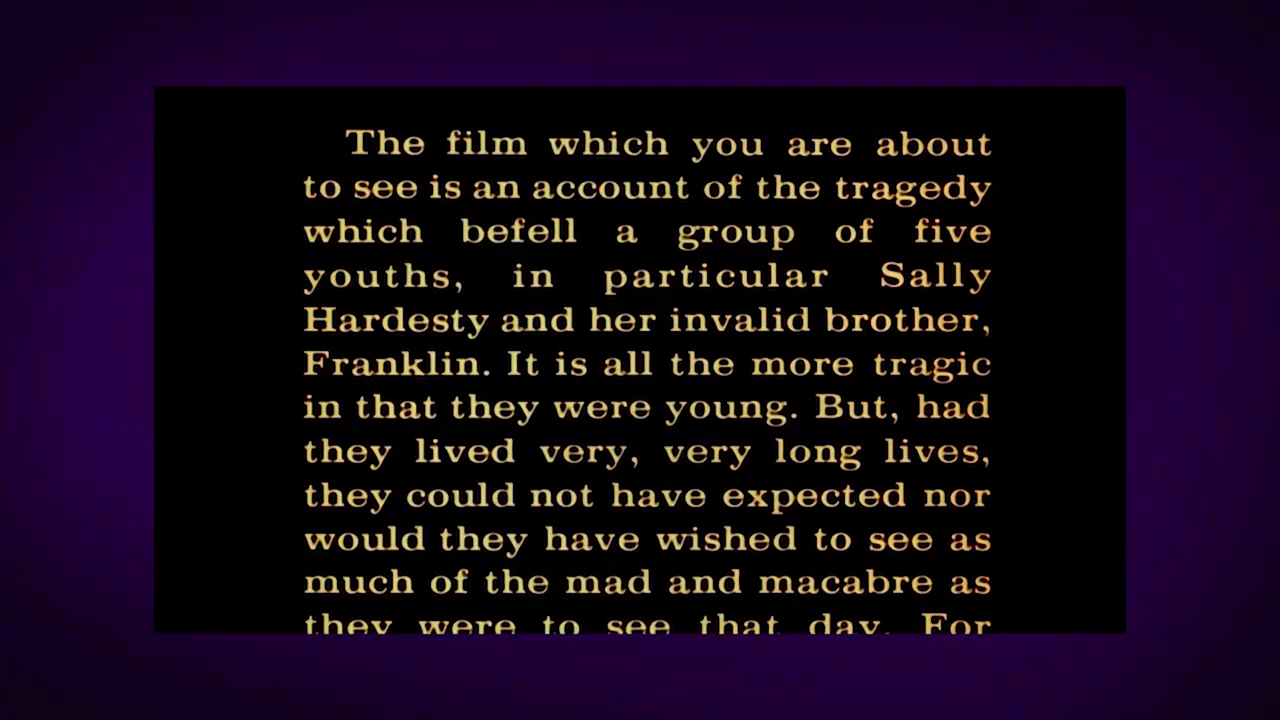 The film which you are about
to see is an account of the tragedy
which befell a group of five
youths, in particular Sally
Hardesty and her invalid brother,
Franklin. It is all the more tragic
in that they were young. But, had
they lived very, very long lives,
they could not have expected nor
would they have wished to see as
much of the mad and macabre as
they were to see that day. For